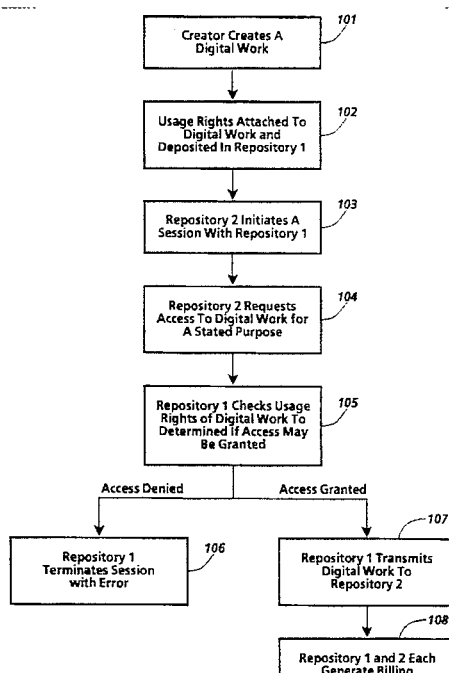 101
Creator Creates A
Digital Work
102
Usage Rights Attached To
Digital Work and
Deposited In Repository 1
103
Repository 2 Initiates A
Session With Repository 1
104
Repository 2 Requests
Access To Digital Work for
A Stated Purpose
105
Repository 1 Checks Usage
Rights of Digital Work To
Determined If Access May
Be Granted
Access Denied
Access Granted
106
Repository 1
Terminates Session
with Error
107
Repository 1 Transmits
Digital Work To
Repository 2
108
Repository 1 and 2 Each
Generate Billing